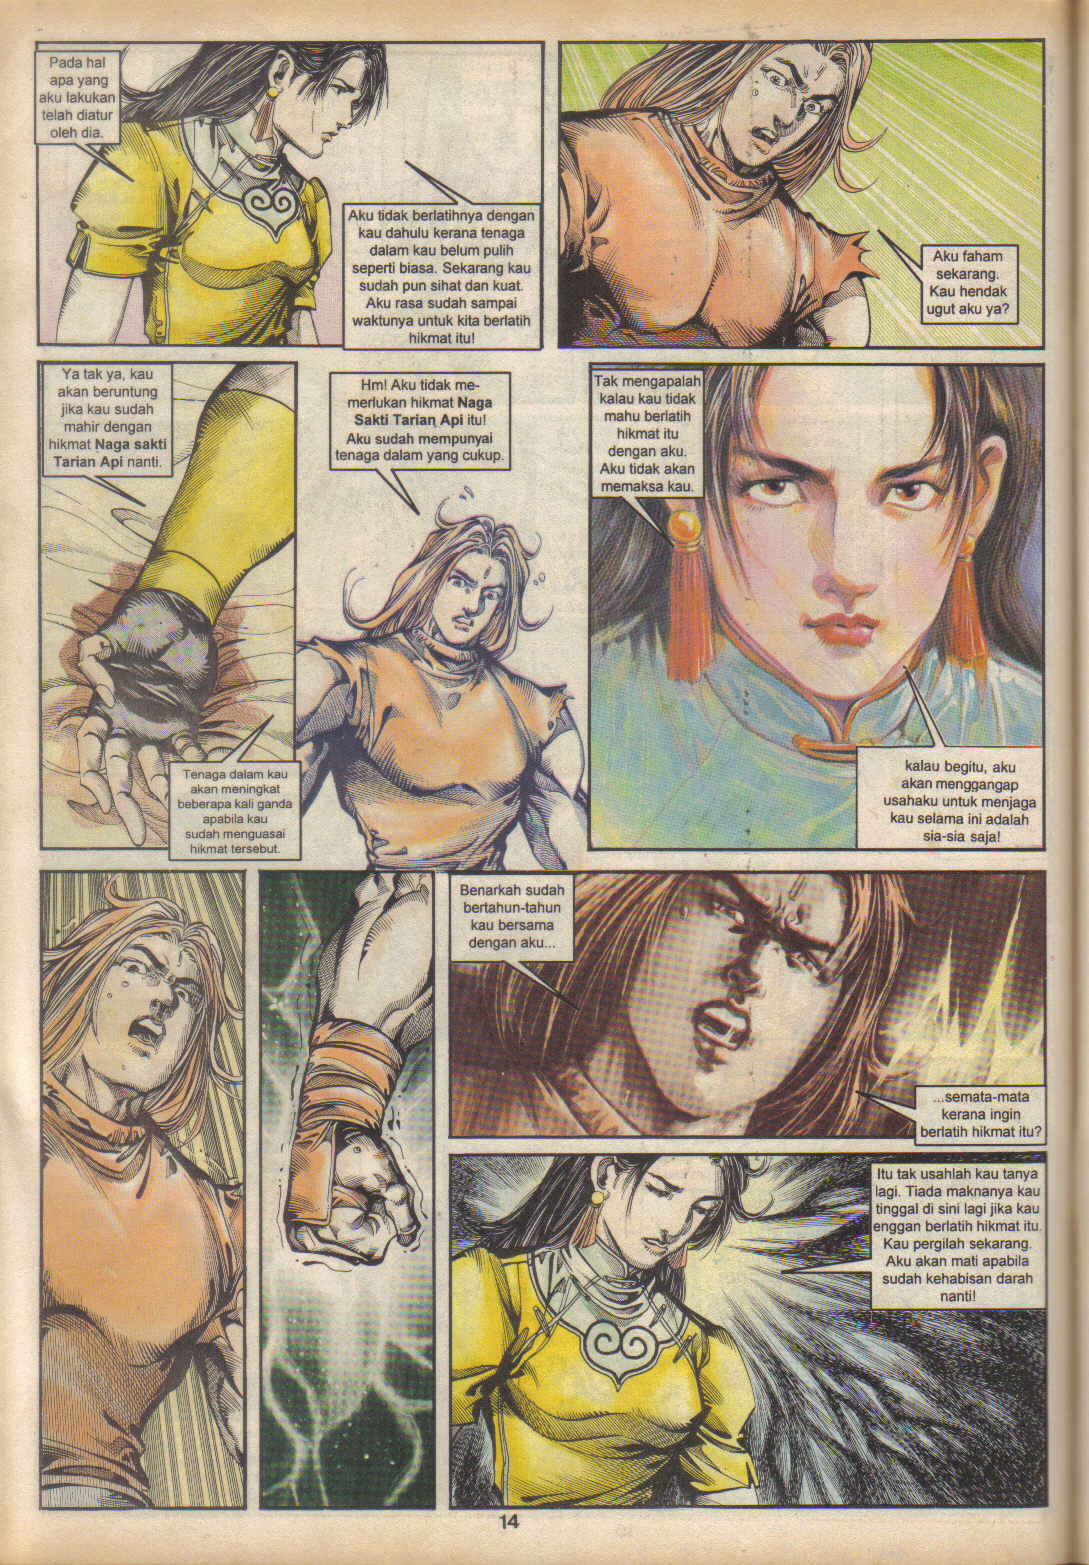 Pada hal
apa yang
aku lakukan
telah diatur
oleh dia.
Aku tidak berlatihnya dengan
kau dahulu kerana tenaga
dalam kau belum pulih
seperti biasa. Sekarang kau
sudah pun sihat dan kuat.
Aku rasa sudah sampai
waktunya untuk kita berlatih
hikmat itu!
Aku faham
sekarang.
Kau hendak
ugut aku ya?
Ya tak ya, kau
akan beruntung
jika kau sudah
mahir dengan
hikmat Naga sakti
Tarian Api nanti.
Tenaga dalam kau
akan meningkat
beberapa kali ganda
apabila kau
sudah menguasai
hikmat tersebut.
Hm! Aku tidak me-
merlukan hikmat Naga
Sakti Tarian Api itu!
Aku sudah mempunyai
tenaga dalam yang cukup.
Tak mengapalah
kalau kau tidak
mahu berlatih
hikmat itu
dengan aku.
Aku tidak akan
memaksa kau.
kalau begitu, aku
akan menggangap
usahaku untuk menjaga
kau selama ini adalah
sia-sia saja!
Benarkah sudah
bertahun-tahun
kau bersama
dengan aku...
...semata-mata
kerana ingin
berlatih hikmat itu?
Itu tak usahlah kau tanya
lagi. Tiada maknanya kau
tinggal di sini lagi jika kau
enggan berlatih hikmat itu.
Kau pergilah sekarang.
Aku akan mati apabila
sudah kehabisan darah
nanti!
14